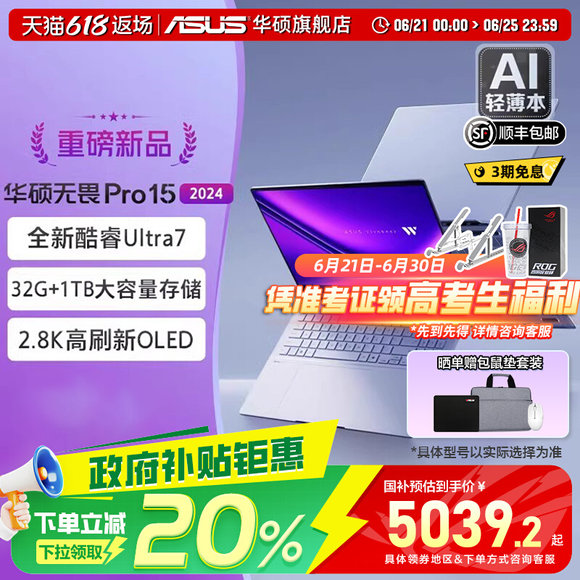 天猫618返场
ASUS 华硕旗舰店
06/21 00:00 ▸ 06/25 23:59
AI
轻薄本
SF 顺丰包邮
3期免息
重磅新品
华硕无畏Pro15 2024
全新酷睿Ultra7
32G+1TB大容量存储
2.8K高刷新OLED
ASUS Vivobook
ROG
6月21日-6月30日
凭准考证领高考生福利
*先到先得 详情咨询客服
晒单赠包鼠垫套装
*具体型号以实际选择为准
政府补贴钜惠
下单立减
下拉领取
20%
国补预估到手价¥
5039.2起
具体领券地区&下单方式咨询客服